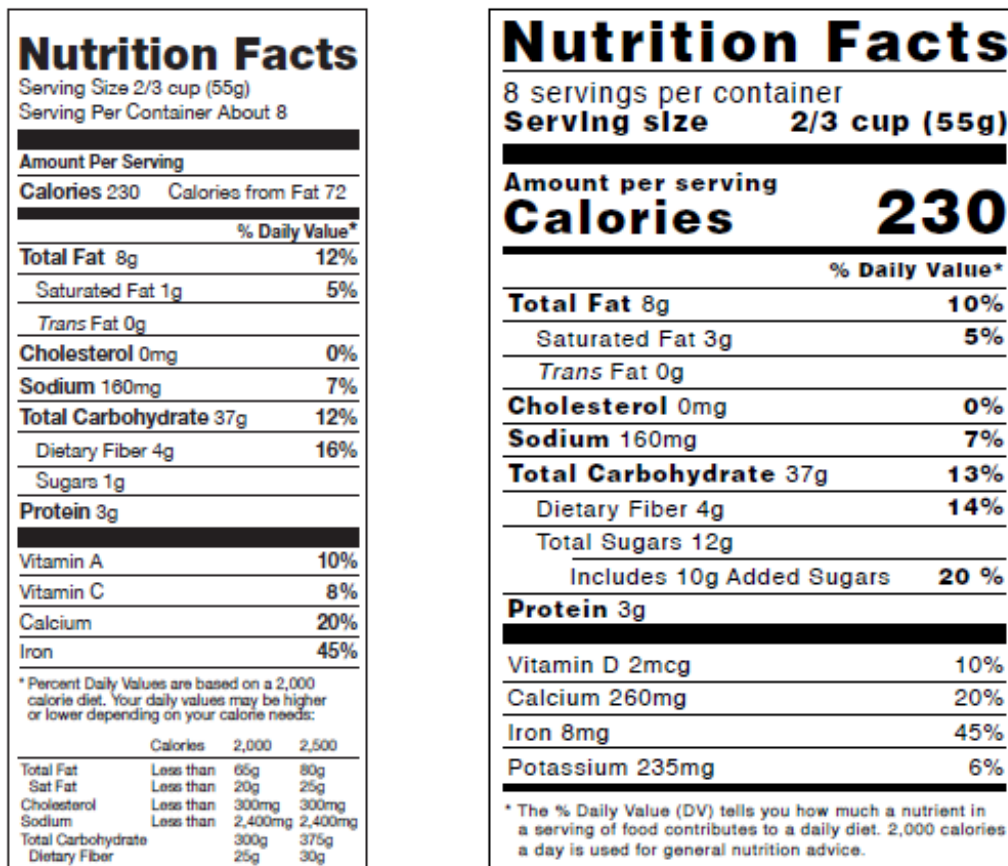 Nutrition Facts
Serving Size 2/3 cup (55g)
Serving Per Container About 8
Amount Per Serving
Calories 230 Calories from Fat 72
% Daily Value*
Total Fat 8g 12%
Saturated Fat 1g 5%
Trans Fat 0g
Cholesterol 0mg 0%
Sodium 160mg 7%
Total Carbohydrate 37g 12%
Dietary Fiber 4g 16%
Sugars 1g
Protein 3g
Vitamin A 10%
Vitamin C 8%
Calcium 20%
Iron 45%
* Percent Daily Values are based on a 2,000
calorie diet. Your daily values may be higher
or lower depending on your calorie needs:
Calories 2,000 2,500
Total Fat Less than 65g 80g
Sat Fat Less than 20g 25g
Cholesterol Less than 300mg 300mg
Sodium Less than 2,400mg 2,400mg
Total Carbohydrate 300g 375g
Dietary Fiber 25g 30g
Nutrition Facts
8 servings per container
Serving size 2/3 cup (55g)
Amount per serving
Calories 230
% Daily Value*
Total Fat 8g 10%
Saturated Fat 3g 5%
Trans Fat 0g
Cholesterol 0mg 0%
Sodium 160mg 7%
Total Carbohydrate 37g 13%
Dietary Fiber 4g 14%
Total Sugars 12g
Includes 10g Added Sugars 20 %
Protein 3g
Vitamin D 2mcg 10%
Calcium 260mg 20%
Iron 8mg 45%
Potassium 235mg 6%
* The % Daily Value (DV) tells you how much a nutrient in
a serving of food contributes to a daily diet. 2,000 calories
a day is used for general nutrition advice.